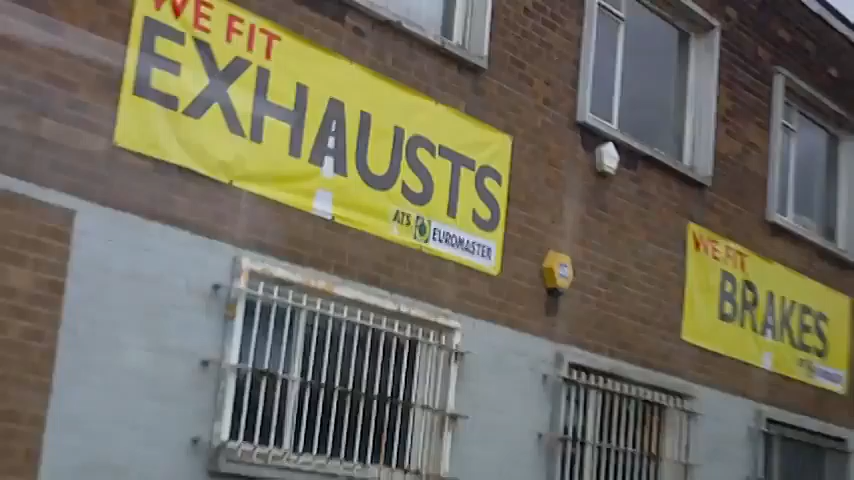 WE FIT
EXHAUSTS
ATS EUROMASTER
WE FIT
BRAKES